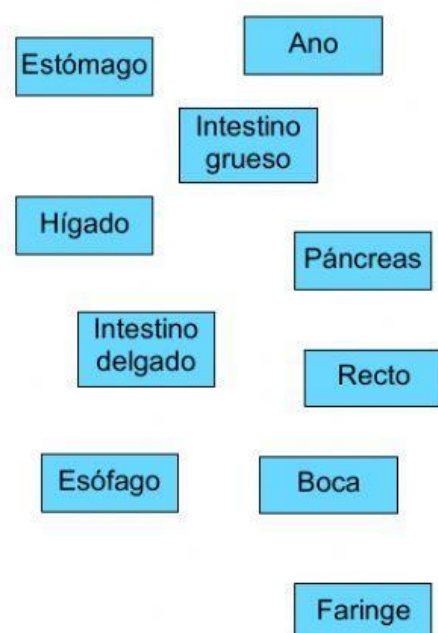 Ano
Estómago
Intestino
grueso
Hígado
Páncreas
Intestino
delgado
Recto
Esófago
Boca
Faringe